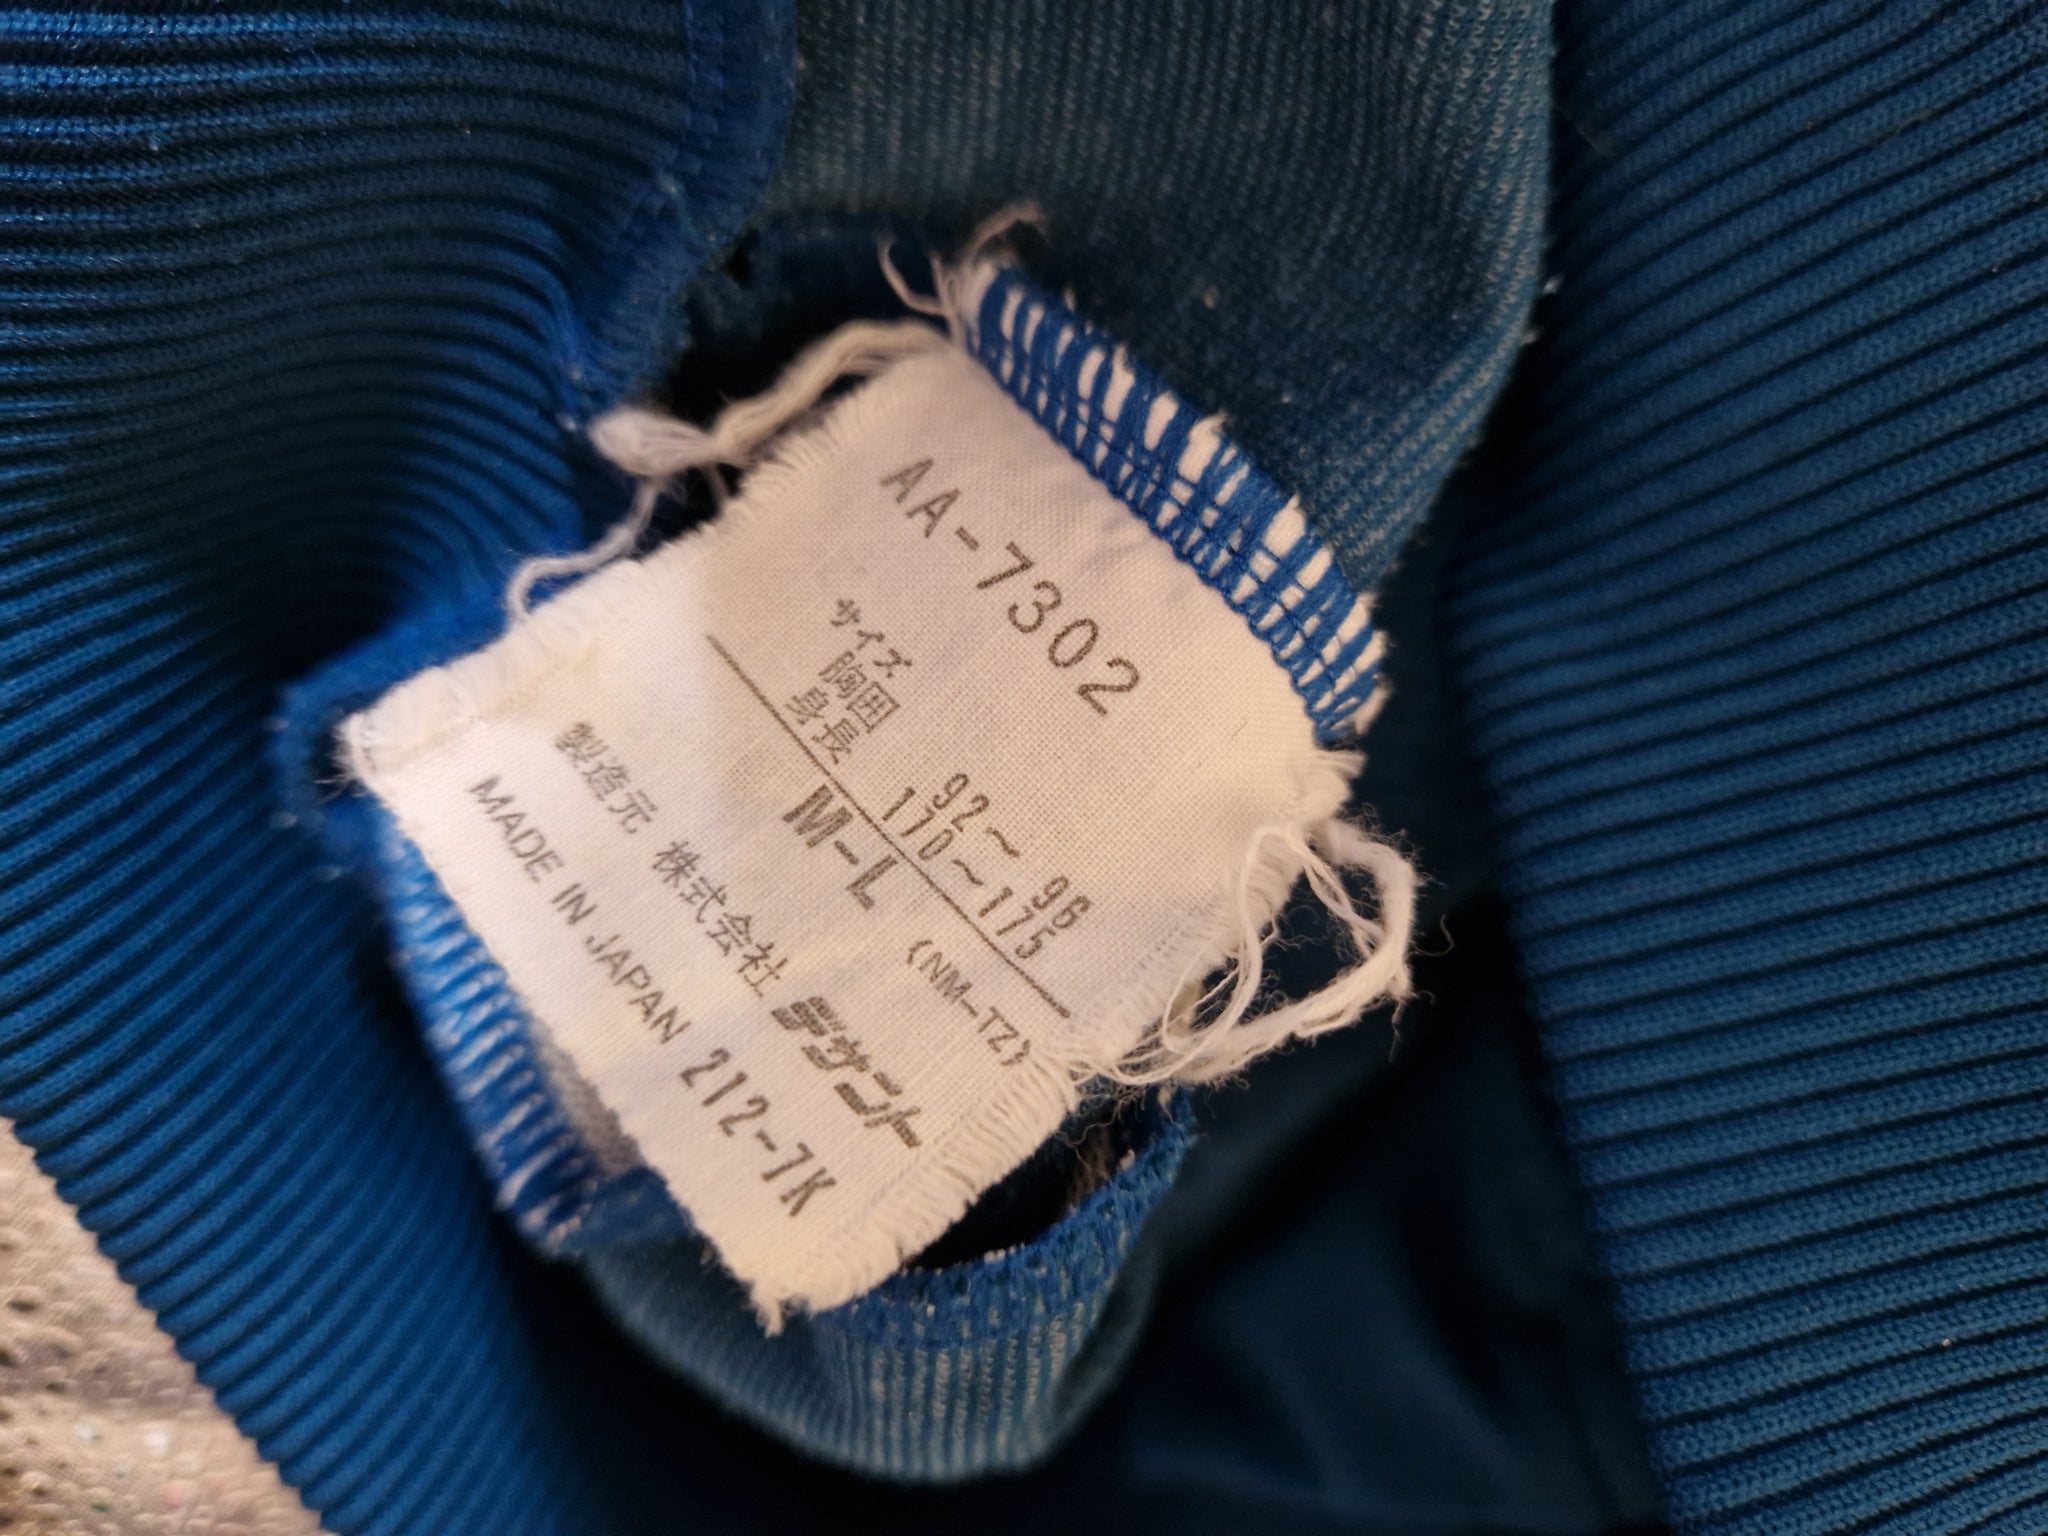 AA-7302
サイズ
胸囲 92～96
身長 170～175
M-L (NM-TZ)
製造元 株式会社 デサント
MADE IN JAPAN 212-7K